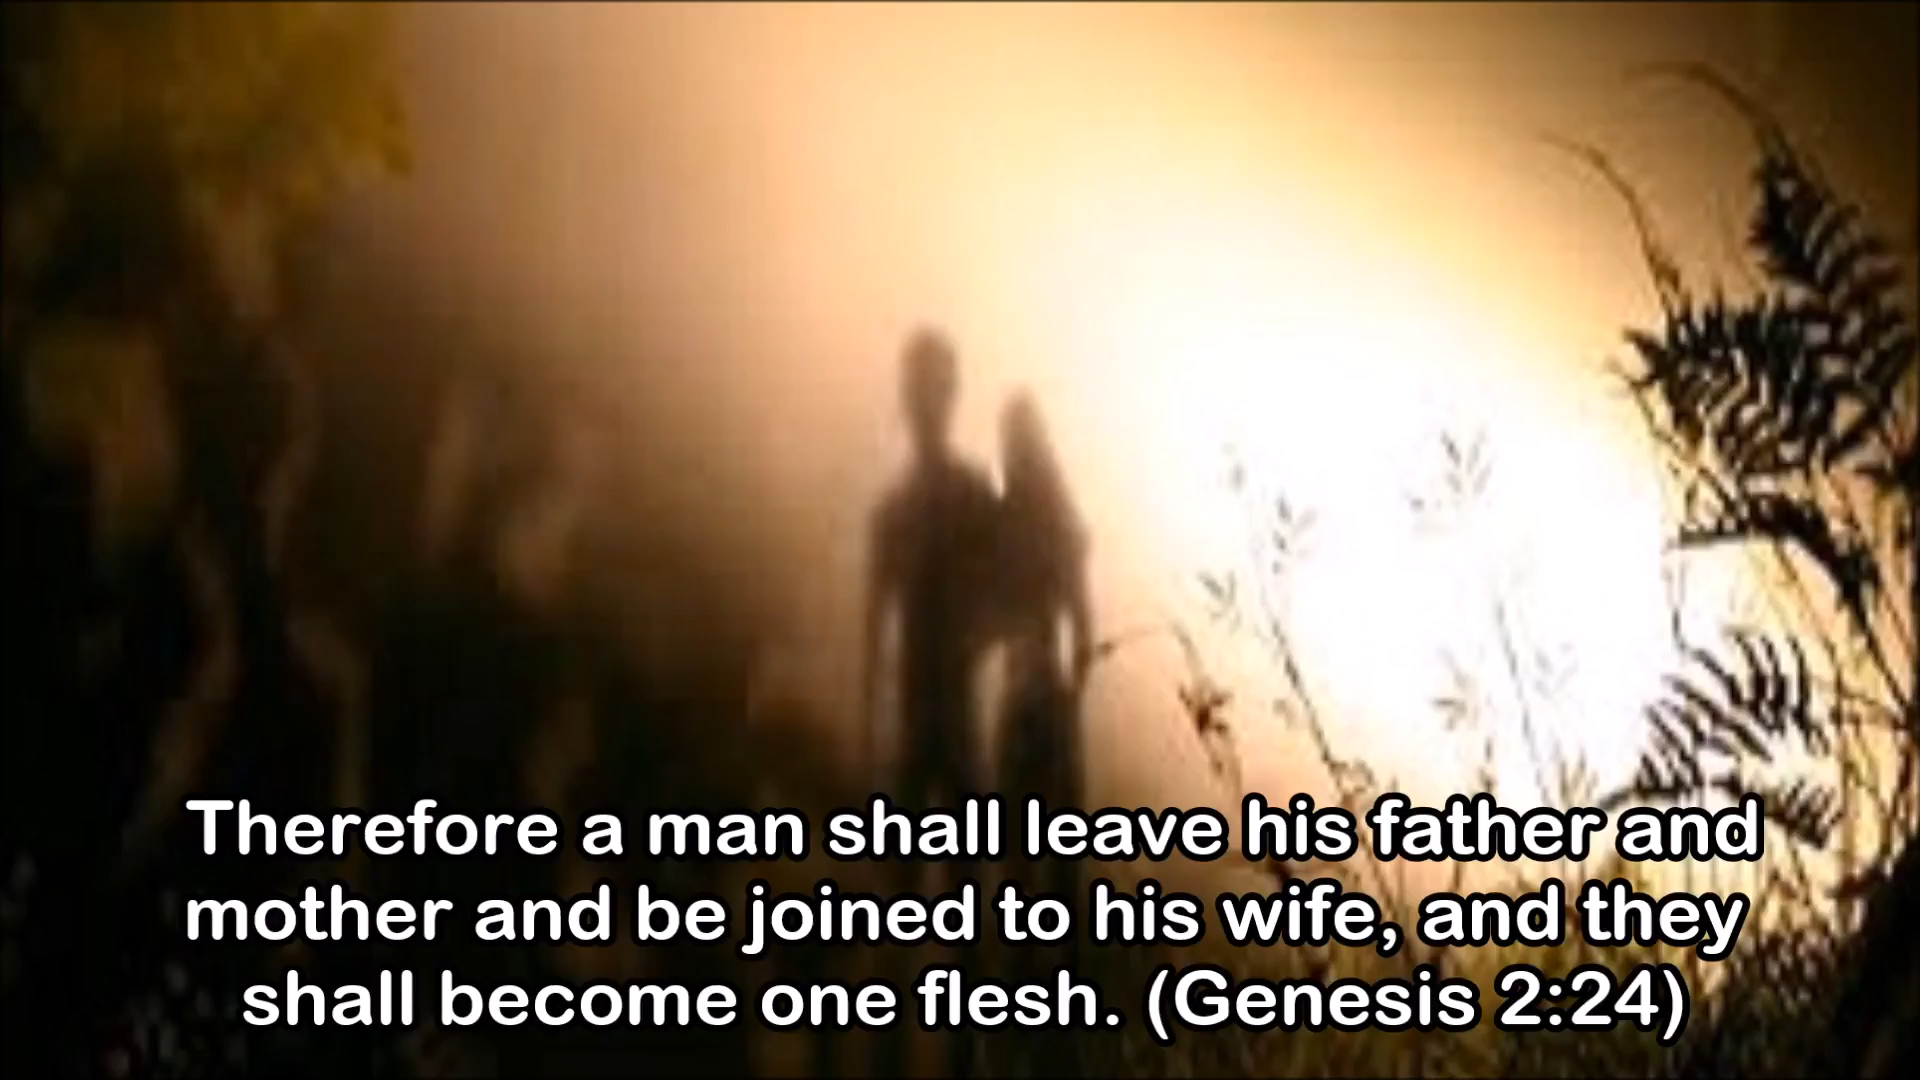 Therefore a man shall leave his father and
mother and be joined to his wife, and they
shall become one flesh. (Genesis 2:24)